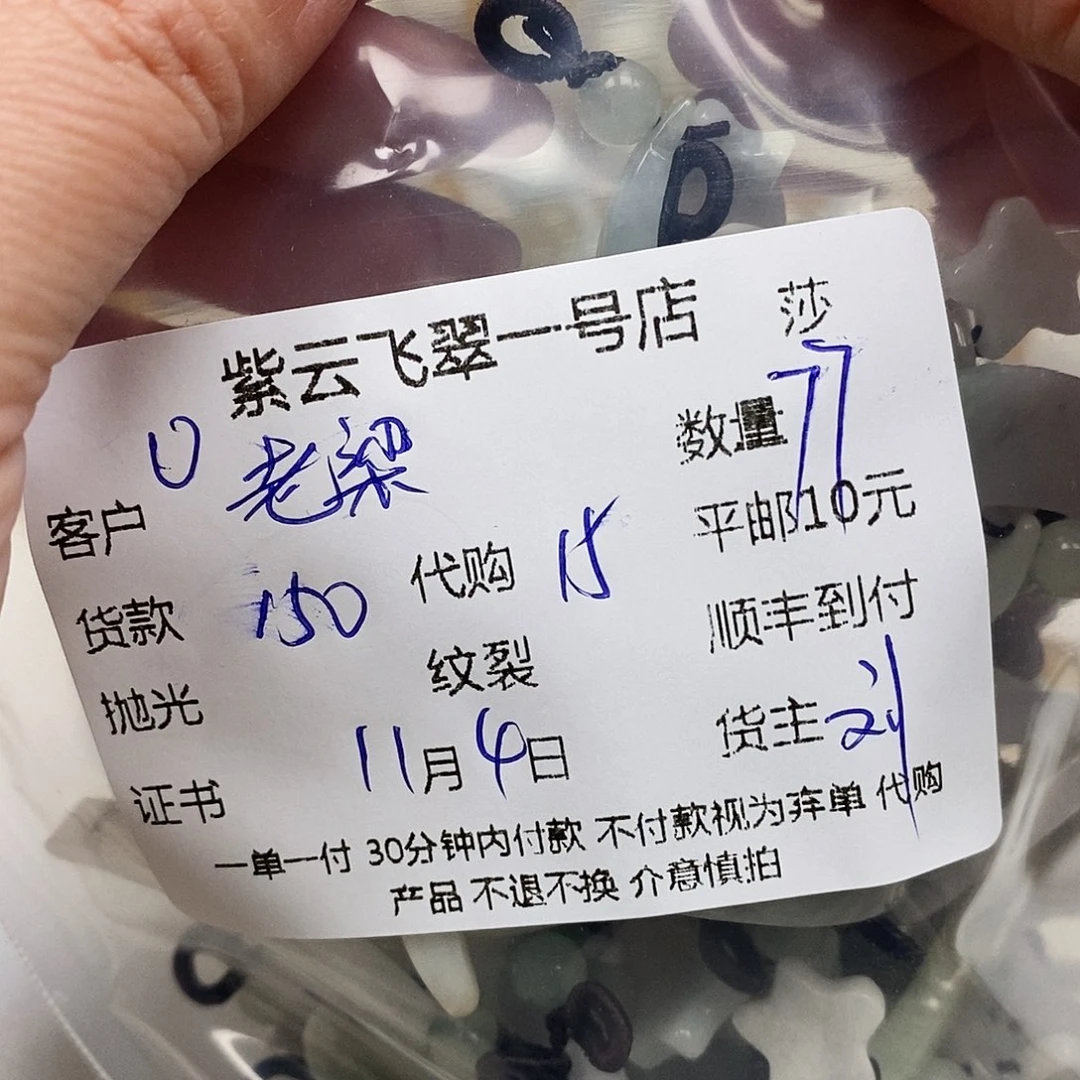 紫云飞翠一号店 莎
U 老梁 数量 77
客户 平邮10元
货款 150 代购 15 顺丰到付
抛光 纹裂 货主 刘
证书 11月4日
一单一付 30分钟内付款 不付款视为弃单 代购
产品 不退不换 介意慎拍